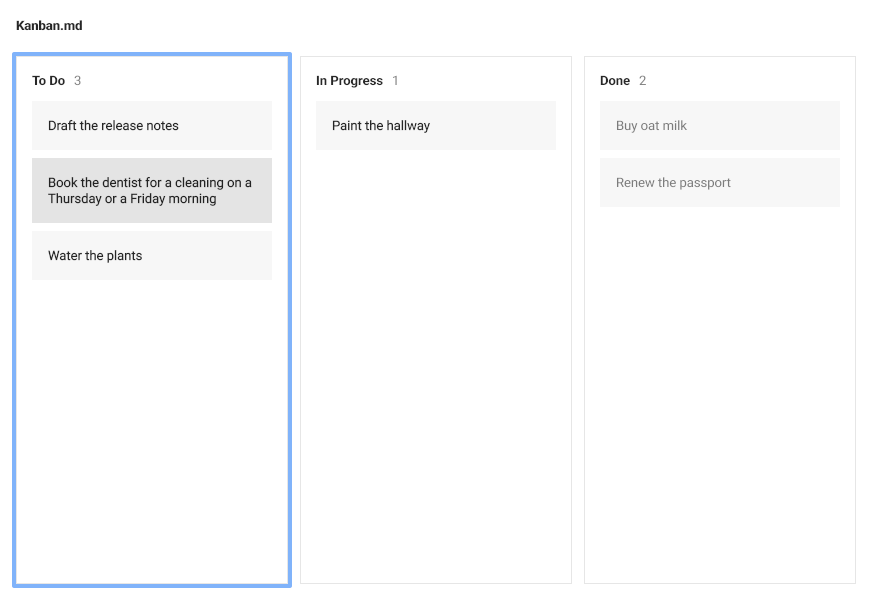 Kanban.md
To Do 3
Draft the release notes
Book the dentist for a cleaning on a
Thursday or a Friday morning
Water the plants
In Progress 1
Paint the hallway
Done 2
Buy oat milk
Renew the passport